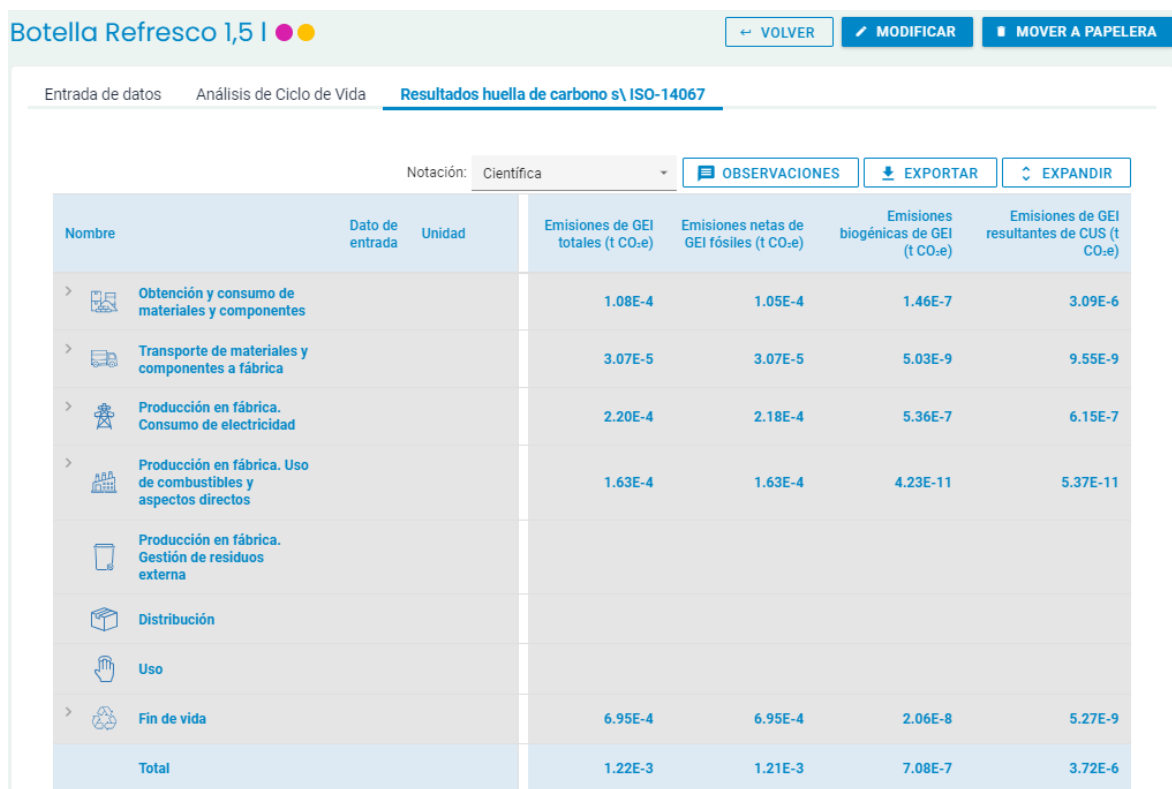 Botella Refresco 1,5 l
VOLVER
MODIFICAR
MOVER A PAPELERA
Entrada de datos
Análisis de Ciclo de Vida
Resultados huella de carbono s\ ISO-14067
Notación: Científica
OBSERVACIONES
EXPORTAR
EXPANDIR
Nombre
Dato de
entrada
Unidad
Emisiones de GEI
totales (t CO₂e)
Emisiones netas de
GEI fósiles (t CO₂e)
Emisiones
biogénicas de GEI
(t CO₂e)
Emisiones de GEI
resultantes de CUS (t
CO₂e)
Obtención y consumo de
materiales y componentes
1.08E-4 1.05E-4 1.46E-7 3.09E-6
Transporte de materiales y
componentes a fábrica
3.07E-5 3.07E-5 5.03E-9 9.55E-9
Producción en fábrica.
Consumo de electricidad
2.20E-4 2.18E-4 5.36E-7 6.15E-7
Producción en fábrica. Uso
de combustibles y
aspectos directos
1.63E-4 1.63E-4 4.23E-11 5.37E-11
Producción en fábrica.
Gestión de residuos
externa
Distribución
Uso
Fin de vida 6.95E-4 6.95E-4 2.06E-8 5.27E-9
Total 1.22E-3 1.21E-3 7.08E-7 3.72E-6